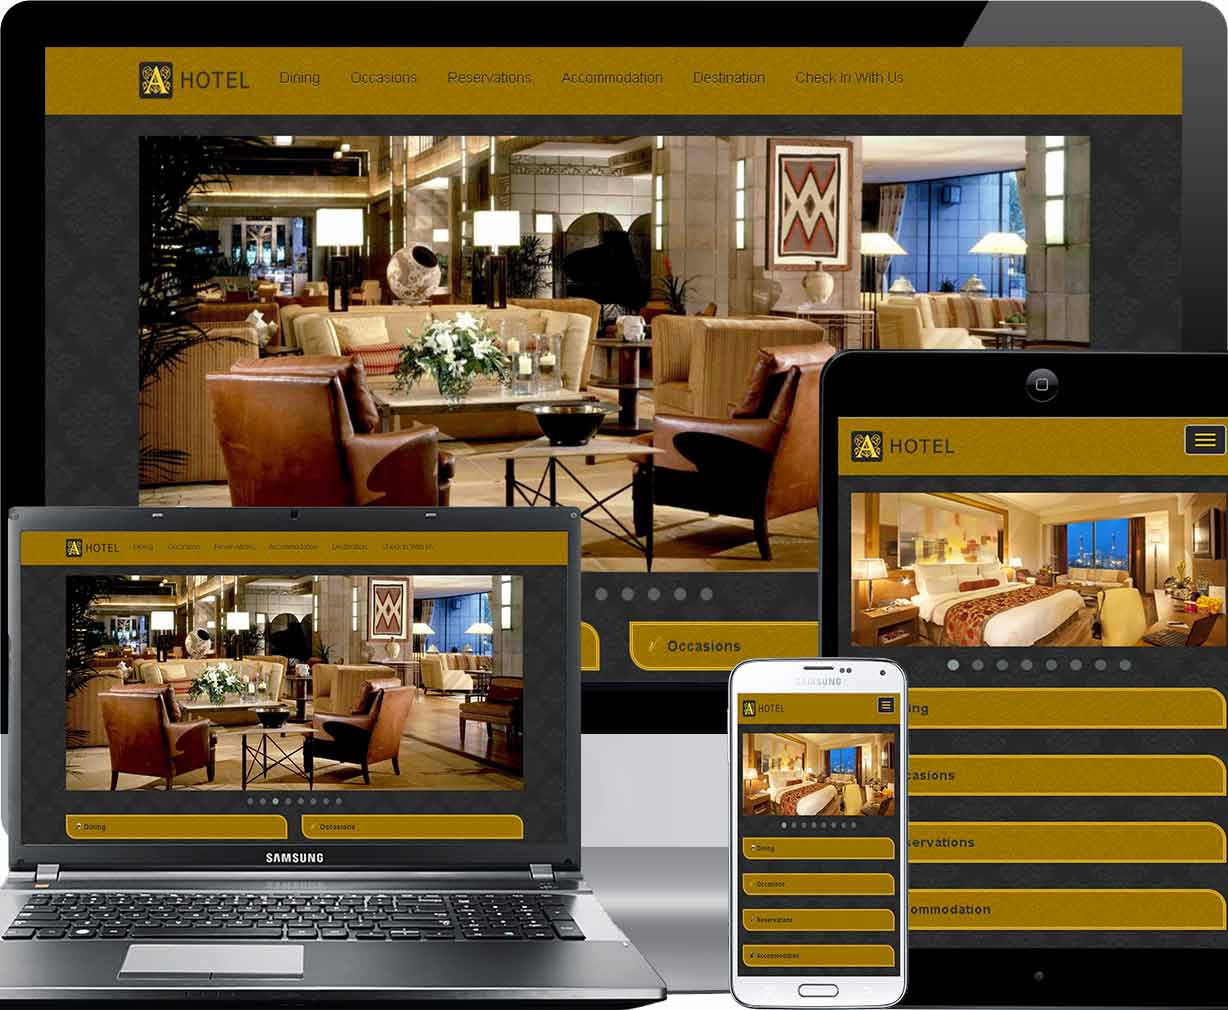 A HOTEL Dining Occasions Reservations Accommodation Destination Check In With Us
Occasions
A HOTEL
ing
casions
servations
ommodation
A HOTEL Dining Occasions Reservations Accommodation Destination Check In With Us
Dining Occasions
SAMSUNG
SAMSUNG
A HOTEL
Dining
Occasions
Reservations
Accommodation